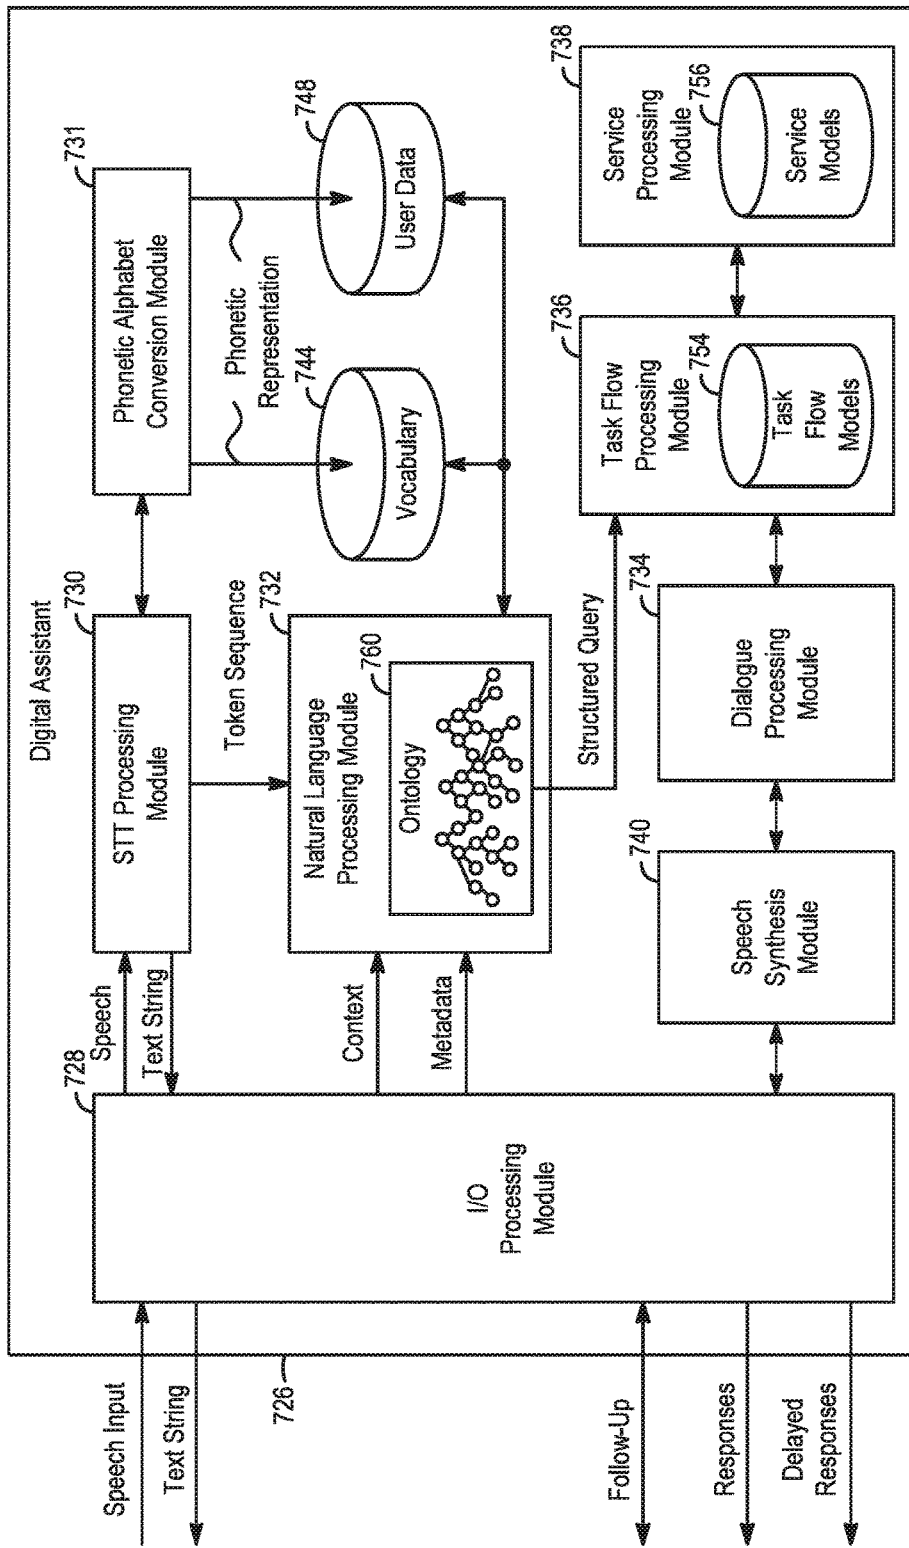 Digital Assistant
726
Speech Input
Text String
Follow-Up
Responses
Delayed
Responses
728
I/O
Processing
Module
Speech
Text String
Context
Metadata
730
STT Processing
Module
731
Phonetic Alphabet
Conversion Module
Token Sequence
Phonetic
Representation
732
Natural Language
Processing Module
760
Ontology
744
Vocabulary
748
User Data
Structured Query
740
Speech
Synthesis
Module
734
Dialogue
Processing
Module
736
Task Flow
Processing
Module
754
Task
Flow
Models
738
Service
Processing
Module
756
Service Models